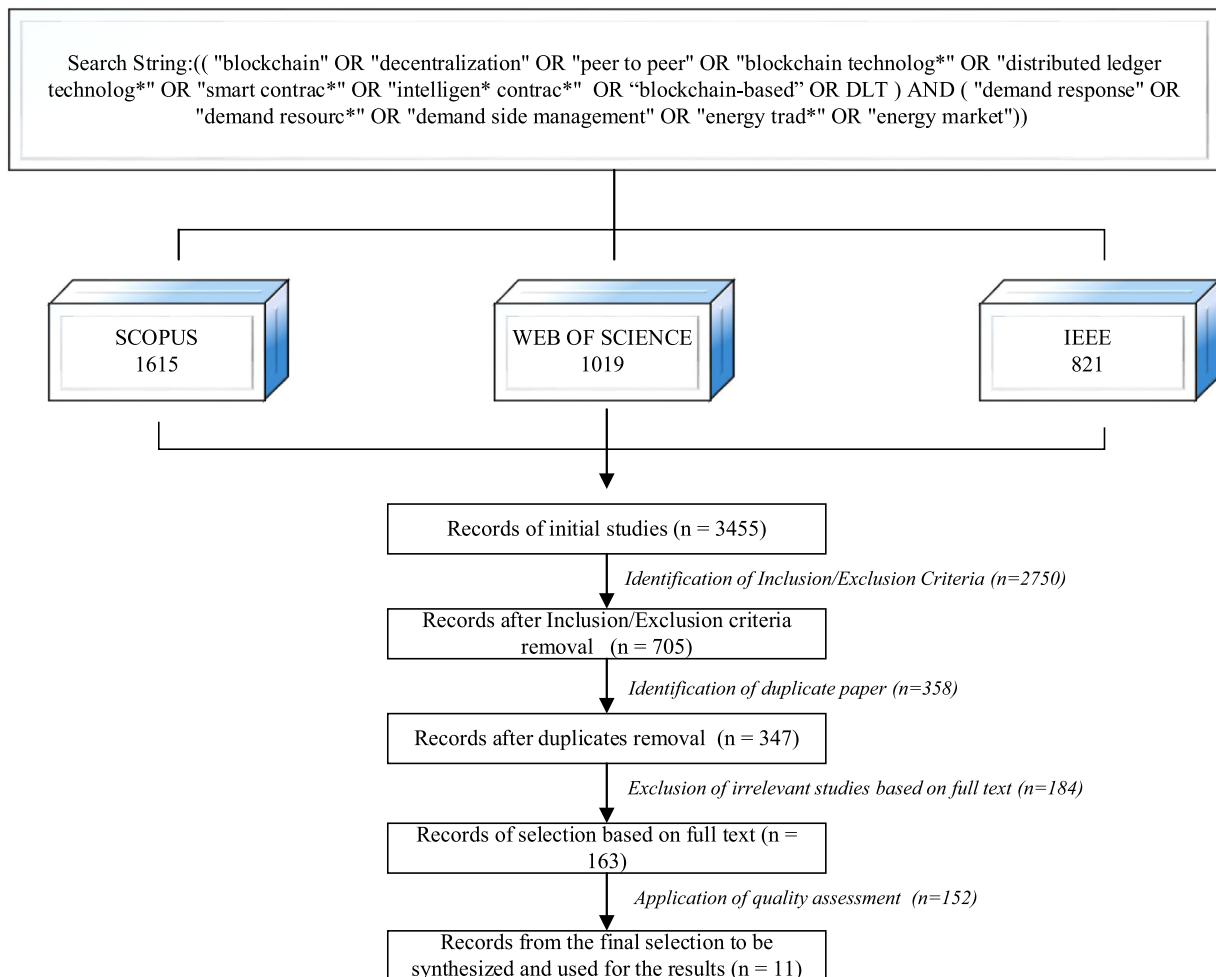 Search String:(( "blockchain" OR "decentralization" OR "peer to peer" OR "blockchain technolog*" OR "distributed ledger
technolog*" OR "smart contrac*" OR "intelligen* contrac*" OR “blockchain-based” OR DLT ) AND ( "demand response" OR
"demand resourc*" OR "demand side management" OR "energy trad*" OR "energy market"))
SCOPUS
1615
WEB OF SCIENCE
1019
IEEE
821
Records of initial studies (n = 3455)
Identification of Inclusion/Exclusion Criteria (n=2750)
Records after Inclusion/Exclusion criteria
removal (n = 705)
Identification of duplicate paper (n=358)
Records after duplicates removal (n = 347)
Exclusion of irrelevant studies based on full text (n=184)
Records of selection based on full text (n =
163)
Application of quality assessment (n=152)
Records from the final selection to be
synthesized and used for the results (n = 11)